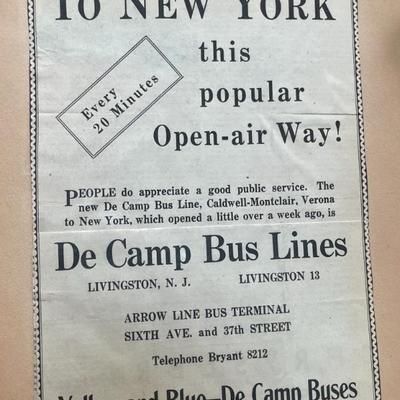 TO NEW YORK
this
Every
20 Minutes
popular
Open-air Way!
PEOPLE do appreciate a good public service. The
new De Camp Bus Line, Caldwell-Montclair, Verona
to New York, which opened a little over a week ago, is
De Camp Bus Lines
LIVINGSTON, N. J. LIVINGSTON 13
ARROW LINE BUS TERMINAL
SIXTH AVE. and 37th STREET
Telephone Bryant 8212
Yellow and Blue—De Camp Buses